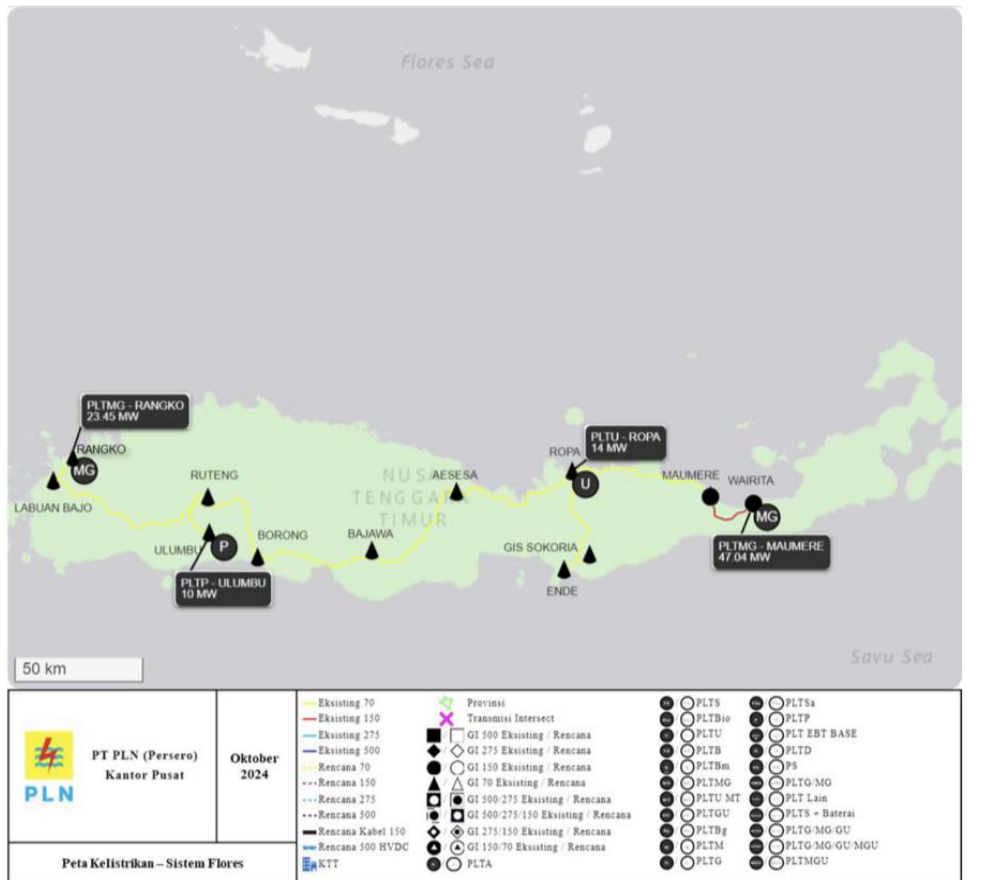 Flores Sea
PLTMG - RANGKO
23.45 MW
RANGKO
MG
LABUAN BAJO
RUTENG
ULUMBU
P
PLTP - ULUMBU
10 MW
BORONG
BAJAWA
NUSA
TENGGARA
TIMUR
AESESA
ROPA
PLTU - ROPA
14 MW
U
GIS SOKORIA
ENDE
MAUMERE
WAIRITA
MG
PLTMG - MAUMERE
47.04 MW
Savu Sea
50 km
PLN
PT PLN (Persero)
Kantor Pusat
Oktober
2024
Peta Kelistrikan – Sistem Flores
Eksisting 70
Eksisting 150
Eksisting 275
Eksisting 500
Rencana 70
Rencana 150
Rencana 275
Rencana 500
Rencana Kabel 150
Rencana 500 HVDC
KTT
Provinsi
Transmisi Intersect
/ GI 500 Eksisting / Rencana
/ GI 275 Eksisting / Rencana
/ GI 150 Eksisting / Rencana
/ GI 70 Eksisting / Rencana
/ GI 500/275 Eksisting / Rencana
/ GI 500/275/150 Eksisting / Rencana
/ GI 275/150 Eksisting / Rencana
/ GI 150/70 Eksisting / Rencana
PLTA
PLTS
PLTBio
PLTU
PLTB
PLTBm
PLTMG
PLTU MT
PLTGU
PLTBg
PLTM
PLTG
PLTSa
PLTP
PLT EBT BASE
PLTD
PS
PLTG/MG
PLT Lain
PLTS + Baterai
PLTG/MG/GU
PLTG/MG/GU/MGU
PLTMGU